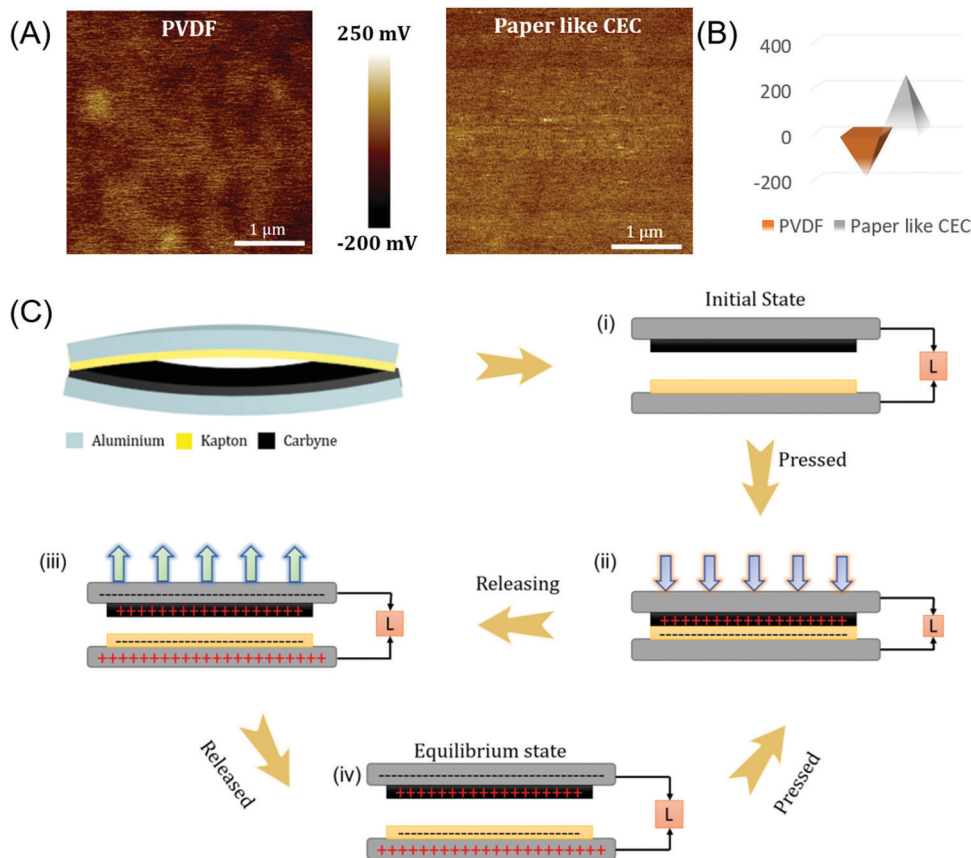 (A)
PVDF
250 mV
-200 mV
1 μm
Paper like CEC
1 μm
(B)
400
200
0
-200
PVDF Paper like CEC
(C)
Aluminium Kapton Carbyne
Initial State
(i)
L
Pressed
(ii)
+++++++++++++++
L
Releasing
(iii)
+++++++++++++++
L
++++++++++++++++++
Released
Equilibrium state
(iv)
+++++++++++++++
L
++++++++++++++++++
Pressed